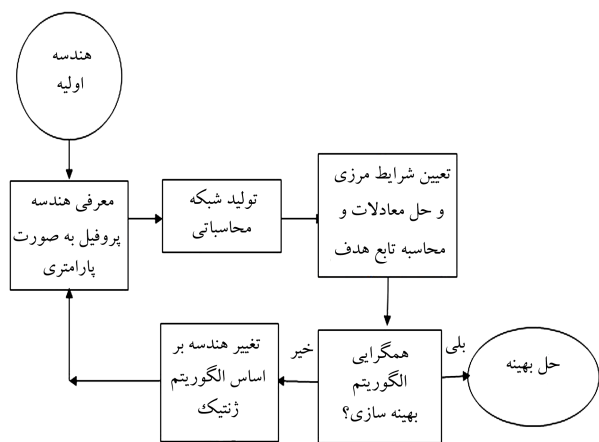 هندسه
اولیه
معرفی هندسه
پروفیل به صورت
پارامتری
تولید شبکه
محاسباتی
تعیین شرایط مرزی
و حل معادلات و
محاسبه تابع هدف
همگرایی
الگوریتم
بهینه سازی؟
بلی
حل بهینه
خیر
تغییر هندسه بر
اساس الگوریتم
ژنتیک